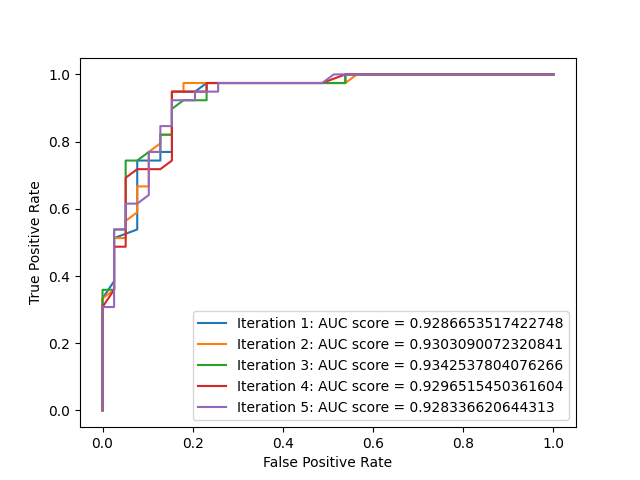 1.0
0.8
0.6
0.4
0.2
0.0
True Positive Rate
Iteration 1: AUC score = 0.9286653517422748
Iteration 2: AUC score = 0.9303090072320841
Iteration 3: AUC score = 0.9342537804076266
Iteration 4: AUC score = 0.9296515450361604
Iteration 5: AUC score = 0.928336620644313
0.0 0.2 0.4 0.6 0.8 1.0
False Positive Rate